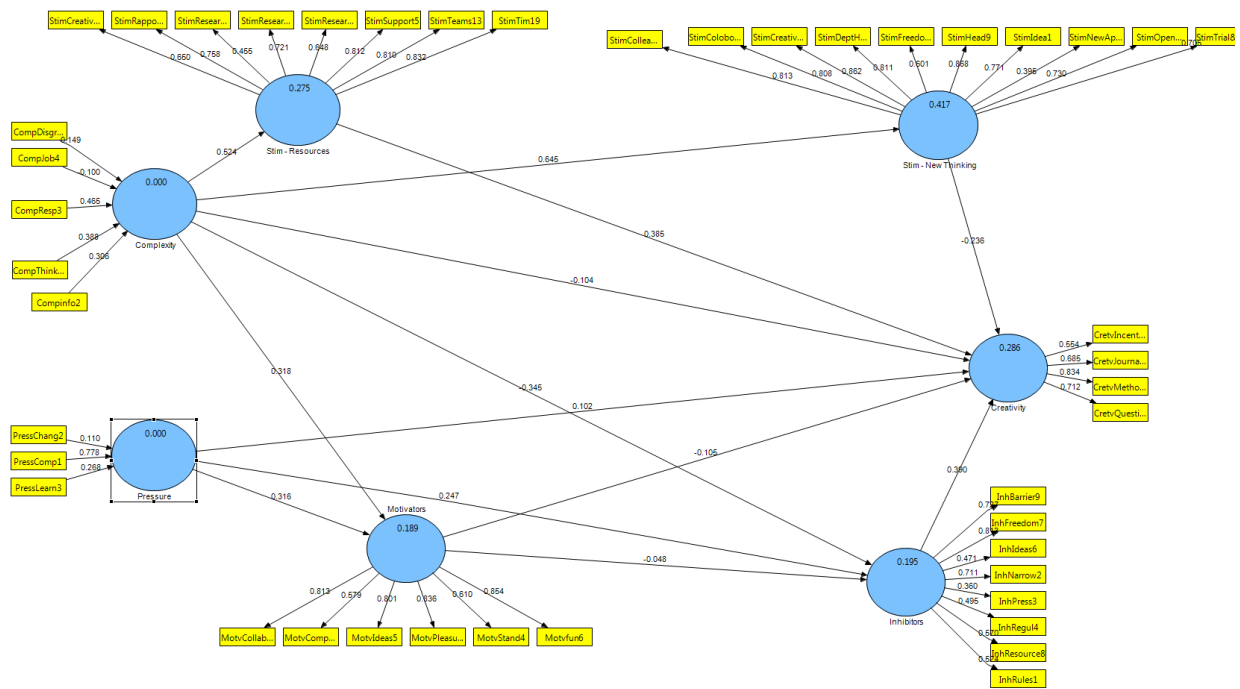 StimCreativ...
StimRappo...
StimResear...
StimResear...
StimResear...
StimSupport5
StimTeams13
StimTim19
0.650
0.758
0.455
0.721
0.648
0.812
0.810
0.832
0.275
Stim - Resources
StimCollea...
StimColobo...
StimCreativ...
StimDeptH...
StimFreedo...
StimHead9
StimIdea1
StimNewAp...
StimOpen...
StimTrial8
0.813
0.808
0.862
0.811
0.601
0.868
0.771
0.395
0.730
0.705
0.417
Stim - New Thinking
CompDisgr...
CompJob4
CompResp3
CompThink...
Compinfo2
0.149
0.100
0.465
0.388
0.306
0.000
Complexity
0.524
0.645
0.385
-0.104
-0.345
0.318
-0.236
PressChang2
PressComp1
PressLearn3
0.110
0.778
0.268
0.000
Pressure
0.102
0.247
0.316
Motivators
0.189
-0.105
-0.048
0.813
0.579
0.801
0.836
0.610
0.854
MotvCollab...
MotvComp...
MotvIdeas5
MotvPleasu...
MotvStand4
Motvfun6
0.286
Creativity
0.554
0.685
0.834
0.712
CretvIncent...
CretvJourna...
CretvMetho...
CretvQuesti...
0.390
0.195
Inhibitors
InhBarrier9
InhFreedom7
InhIdeas6
InhNarrow2
InhPress3
InhRegul4
InhResource8
InhRules1
0.471
0.711
0.360
0.495